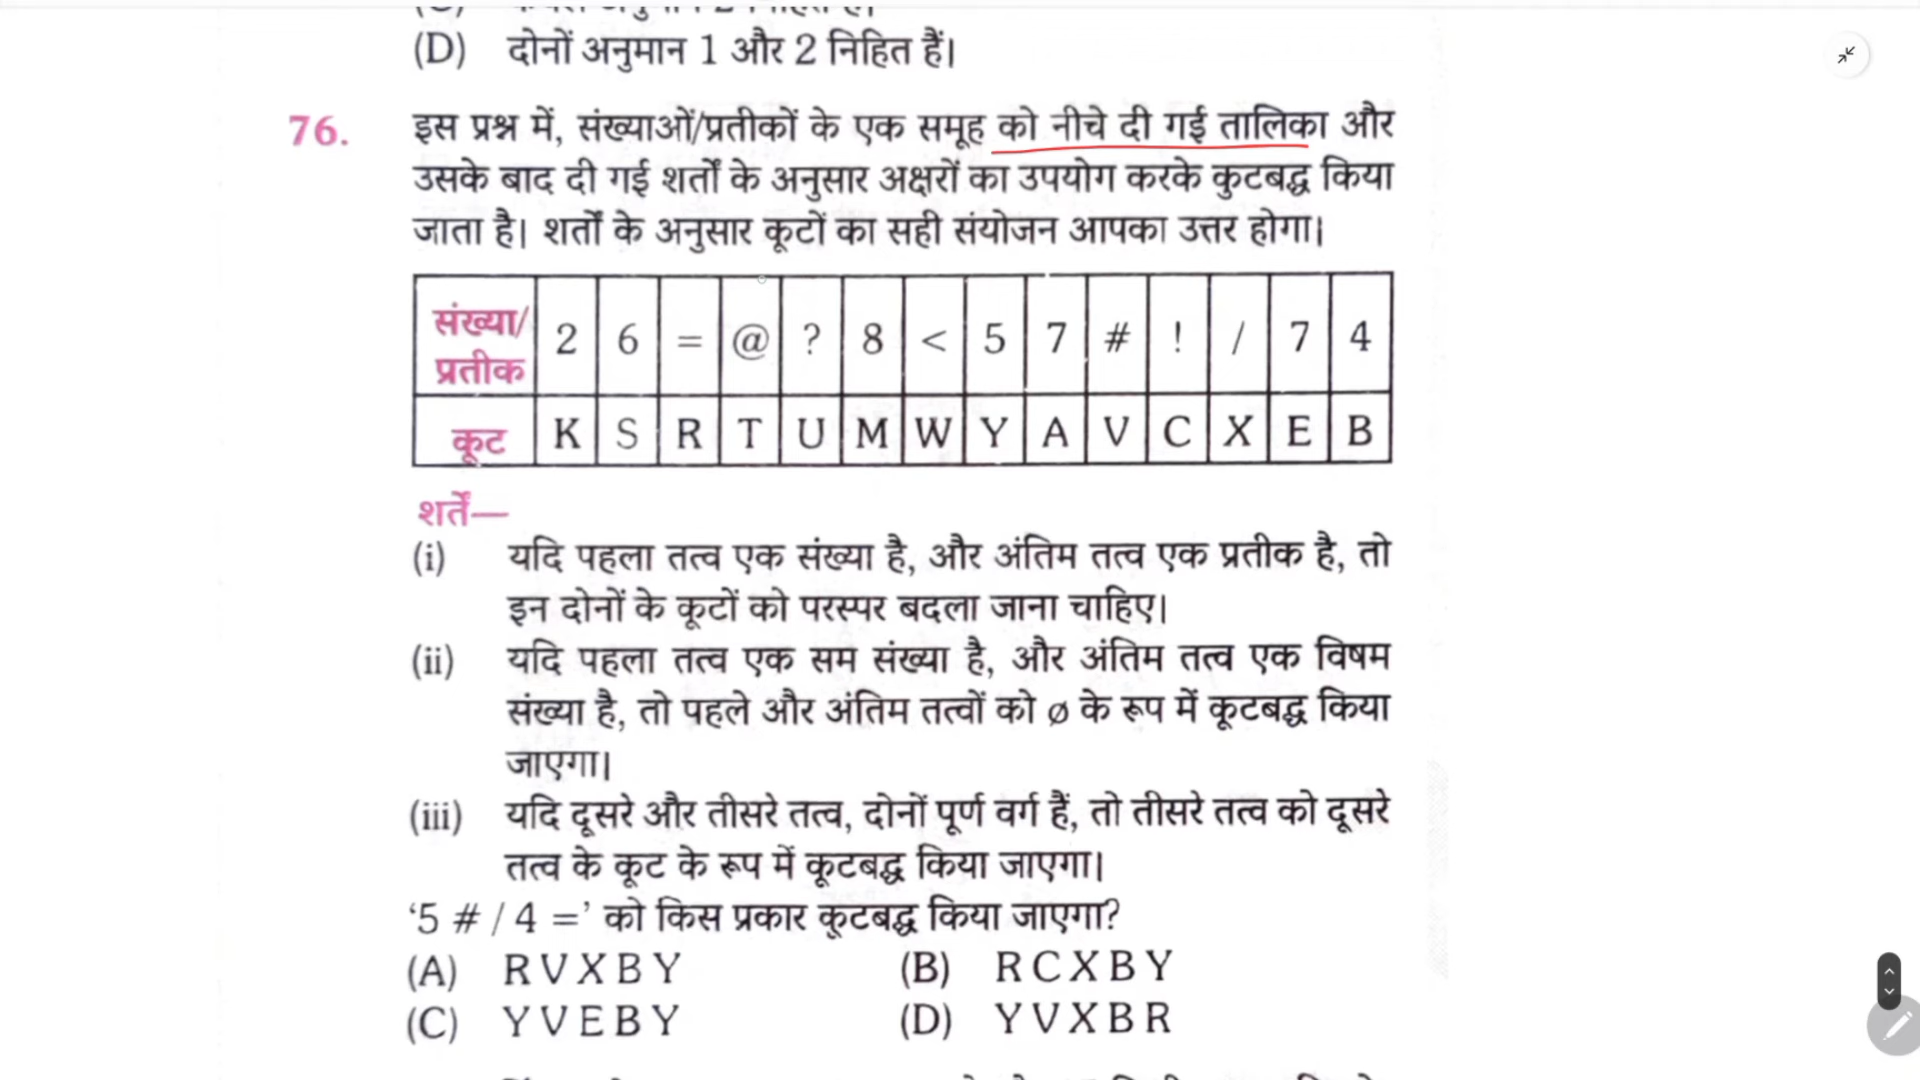 (D) दोनों अनुमान 1 और 2 निहित हैं।
76. इस प्रश्न में, संख्याओं/प्रतीकों के एक समूह को नीचे दी गई तालिका और
उसके बाद दी गई शर्तों के अनुसार अक्षरों का उपयोग करके कुटबद्ध किया
जाता है। शर्तों के अनुसार कूटों का सही संयोजन आपका उत्तर होगा।
संख्या/प्रतीक 2 6 = @ ? 8 < 5 7 # ! / 7 4
कूट K S R T U M W Y A V C X E B
शर्तें—
(i) यदि पहला तत्व एक संख्या है, और अंतिम तत्व एक प्रतीक है, तो
इन दोनों के कूटों को परस्पर बदला जाना चाहिए।
(ii) यदि पहला तत्व एक सम संख्या है, और अंतिम तत्व एक विषम
संख्या है, तो पहले और अंतिम तत्वों को ø के रूप में कूटबद्ध किया
जाएगा।
(iii) यदि दूसरे और तीसरे तत्व, दोनों पूर्ण वर्ग हैं, तो तीसरे तत्व को दूसरे
तत्व के कूट के रूप में कूटबद्ध किया जाएगा।
‘5 # / 4 =’ को किस प्रकार कूटबद्ध किया जाएगा?
(A) R V X B Y (B) R C X B Y
(C) Y V E B Y (D) Y V X B R